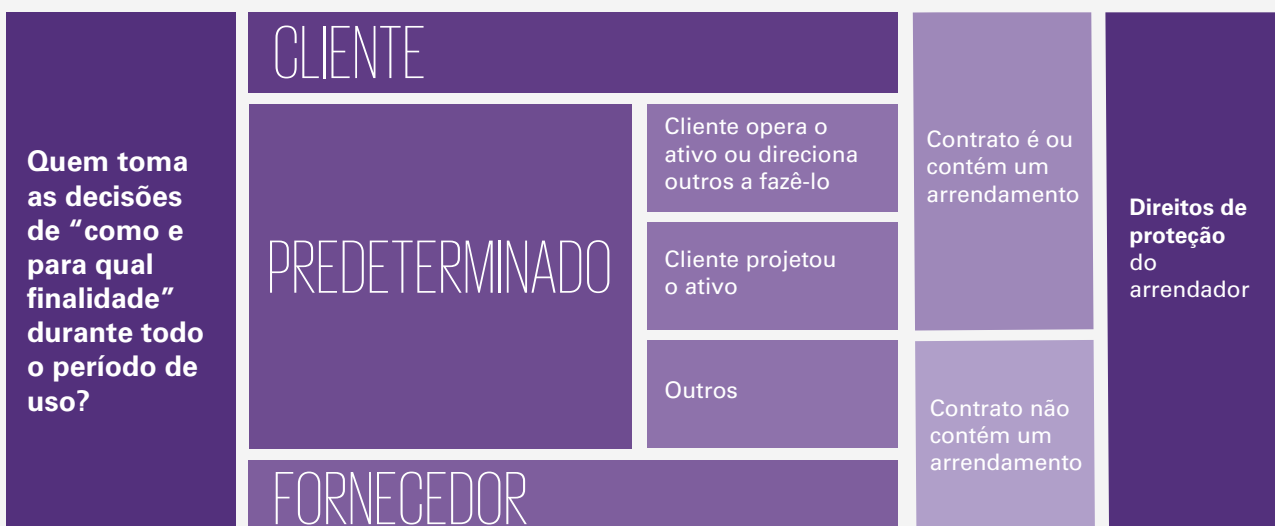 Quem toma
as decisões
de “como e
para qual
finalidade”
durante todo
o período de
uso?
CLIENTE
PREDETERMINADO
Cliente opera o
ativo ou direciona
outros a fazê-lo
Cliente projetou
o ativo
Outros
FORNECEDOR
Contrato é ou
contém um
arrendamento
Contrato não
contém um
arrendamento
Direitos de
proteção
do
arrendador